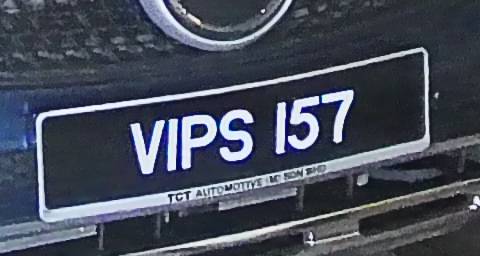 VIPS 157
TCT AUTOMOTIVE (M) SDN BHD